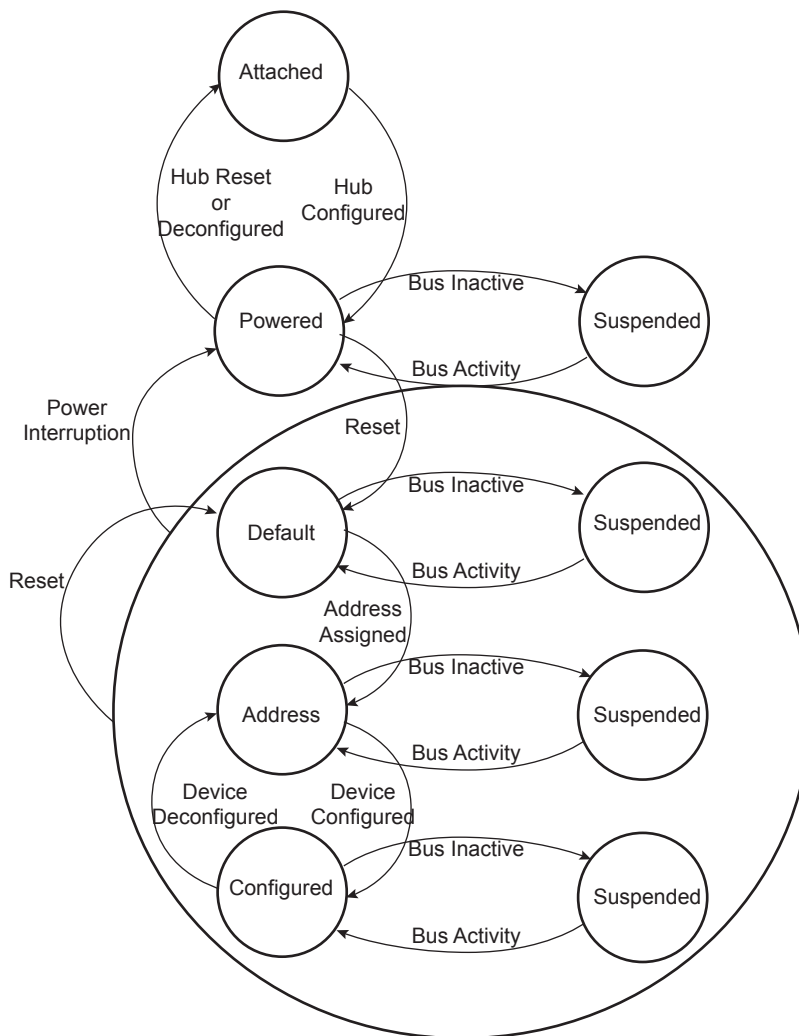 Attached
Hub Reset
or
Deconfigured
Hub
Configured
Powered
Bus Inactive
Suspended
Bus Activity
Power
Interruption
Reset
Default
Bus Inactive
Suspended
Bus Activity
Reset
Address
Assigned
Address
Bus Inactive
Suspended
Bus Activity
Device
Deconfigured
Device
Configured
Configured
Bus Inactive
Suspended
Bus Activity